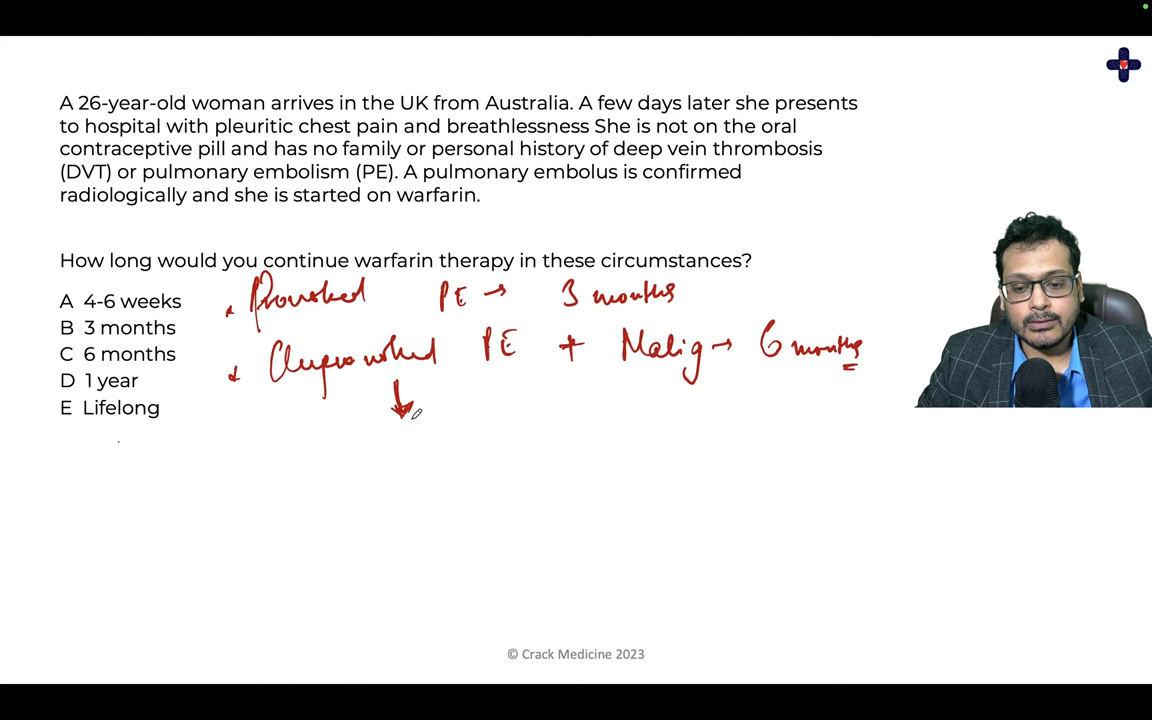 A 26-year-old woman arrives in the UK from Australia. A few days later she presents
to hospital with pleuritic chest pain and breathlessness She is not on the oral
contraceptive pill and has no family or personal history of deep vein thrombosis
(DVT) or pulmonary embolism (PE). A pulmonary embolus is confirmed
radiologically and she is started on warfarin.
How long would you continue warfarin therapy in these circumstances?
A 4-6 weeks
B 3 months
C 6 months
D 1 year
E Lifelong
Provoked PE → 3 months
Unprovoked PE + Malig → 6 months
© Crack Medicine 2023